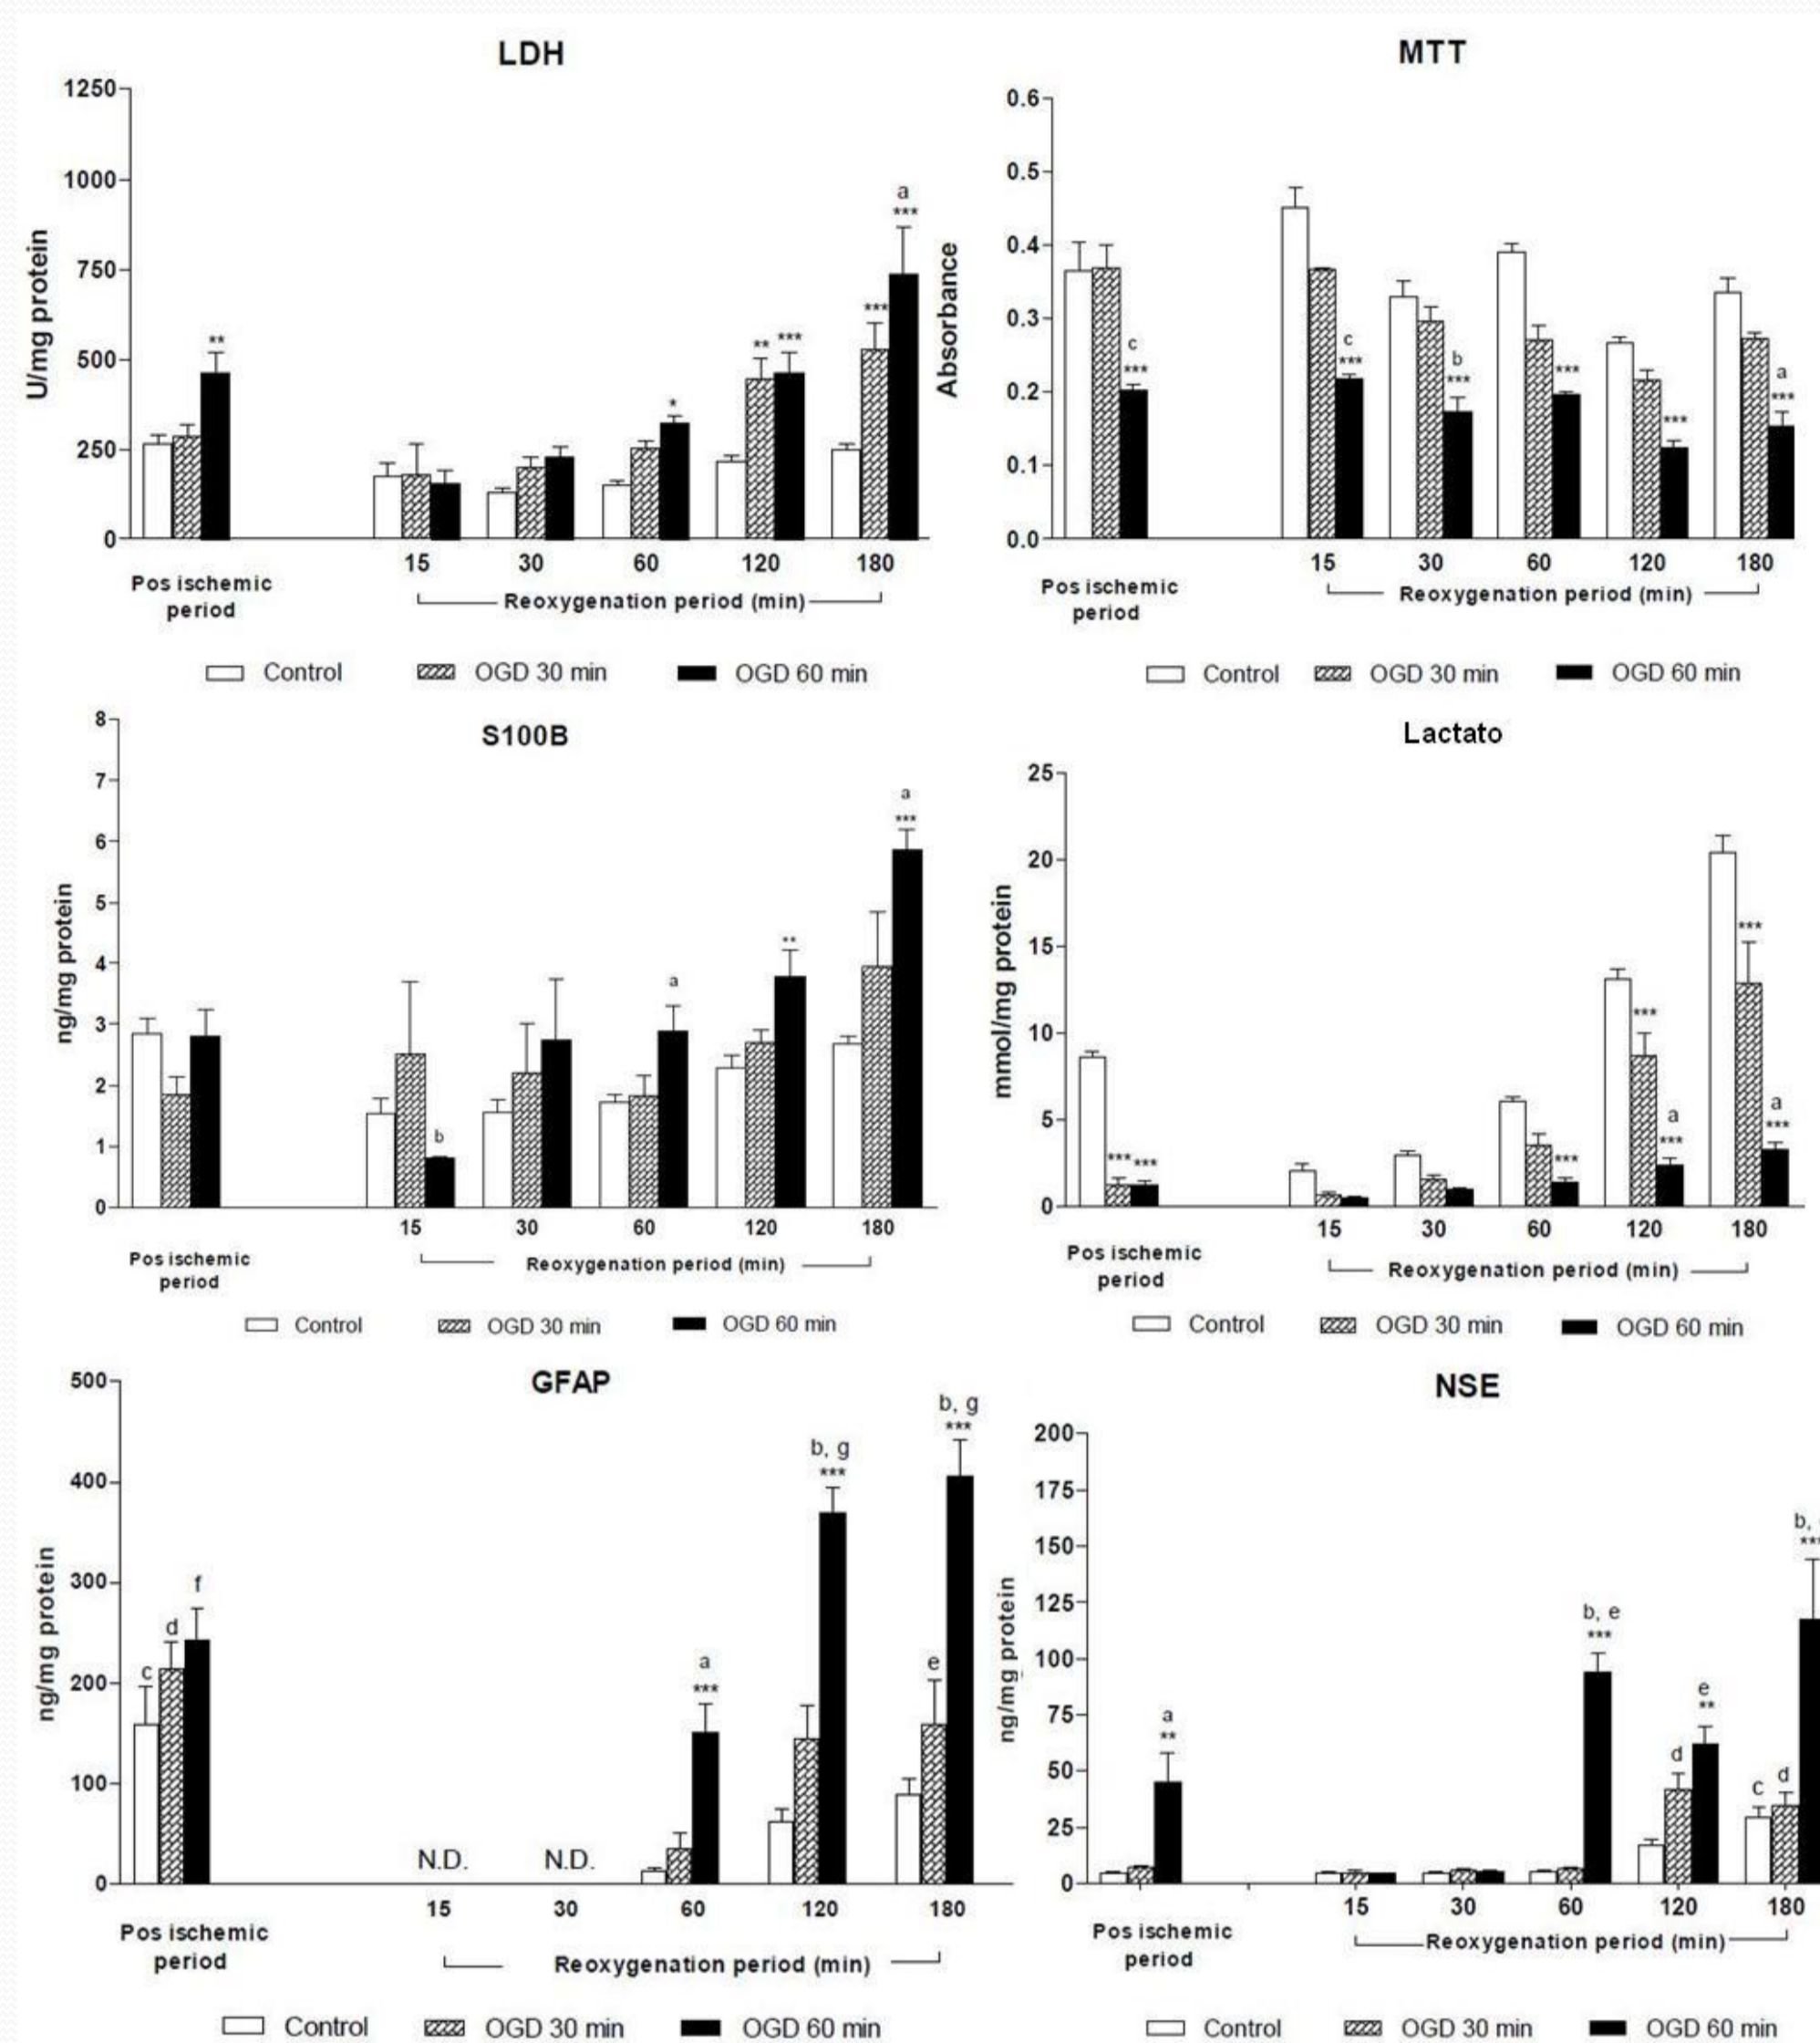 LDH
U/mg protein
1250
1000
750
500
250
0
**
*
** ***
***
a
***
15 30 60 120 180
Pos ischemic
period
Reoxygenation period (min)
Control OGD 30 min OGD 60 min
MTT
Absorbance
0.6
0.5
0.4
0.3
0.2
0.1
0.0
c
***
c
***
b
***
***
***
a
***
15 30 60 120 180
Pos ischemic
period
Reoxygenation period (min)
Control OGD 30 min OGD 60 min
S100B
ng/mg protein
8
7
6
5
4
3
2
1
0
b
a
**
a
***
15 30 60 120 180
Pos ischemic
period
Reoxygenation period (min)
Control OGD 30 min OGD 60 min
Lactato
mmol/mg protein
25
20
15
10
5
0
*** ***
***
***
a
***
***
a
***
15 30 60 120 180
Pos ischemic
period
Reoxygenation period (min)
Control OGD 30 min OGD 60 min
GFAP
ng/mg protein
500
400
300
200
100
0
c
d
f
N.D. N.D.
a
***
b, g
***
e
b, g
***
15 30 60 120 180
Pos ischemic
period
Reoxygenation period (min)
Control OGD 30 min OGD 60 min
NSE
ng/mg protein
200
175
150
125
100
75
50
25
0
a
**
b, e
***
d
e
**
c
d
b,
15 30 60 120 180
Pos ischemic
period
Reoxygenation period (min)
Control OGD 30 min OGD 60 min